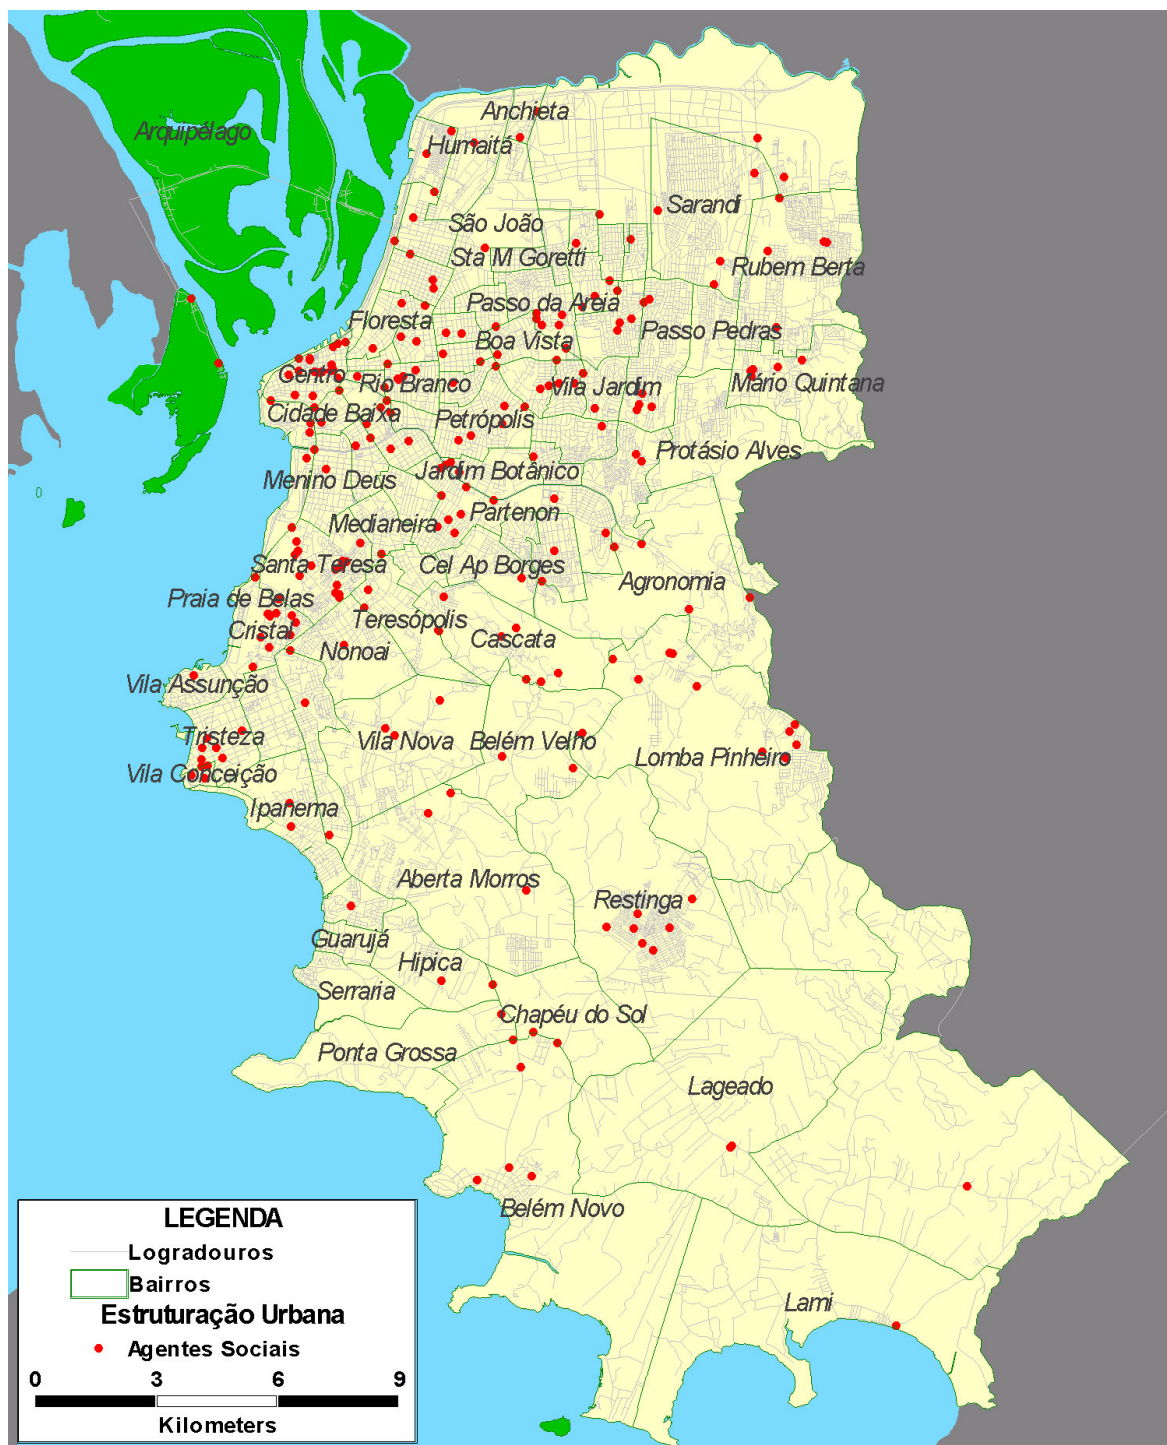 Anchieta
Arquipélago
Humaitá
Sarandi
São João
Sta M Goretti
Rubem Berta
Passo da Areia
Floresta
Passo Pedras
Boa Vista
Centro
Rio Branco
Vila Jardim
Mário Quintana
Cidade Baixa
Petrópolis
Protásio Alves
Jardim Botânico
Menino Deus
Partenon
Medianeira
Santa Teresa
Cel Ap Borges
Agronomia
Praia de Belas
Teresópolis
Cristal
Cascata
Nonoai
Vila Assunção
Tristeza
Vila Nova
Belém Velho
Lomba Pinheiro
Vila Conceição
Ipanema
Aberta Morros
Restinga
Guarujá
Hipica
Serraria
Chapéu do Sol
Ponta Grossa
Lageado
Belém Novo
Lami
LEGENDA
Logradouros
Bairros
Estruturação Urbana
Agentes Sociais
0 3 6 9
Kilometers